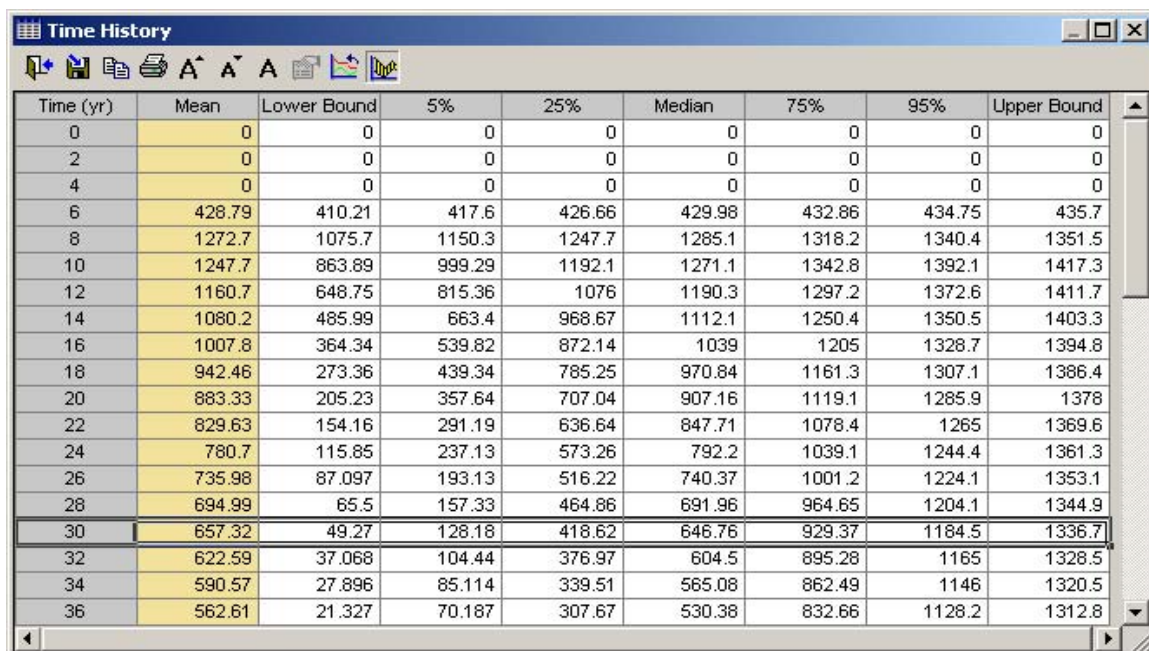 Time History
A A A
Time (yr) Mean Lower Bound 5% 25% Median 75% 95% Upper Bound
0 0 0 0 0 0 0 0 0
2 0 0 0 0 0 0 0 0
4 0 0 0 0 0 0 0 0
6 428.79 410.21 417.6 426.66 429.98 432.86 434.75 435.7
8 1272.7 1075.7 1150.3 1247.7 1285.1 1318.2 1340.4 1351.5
10 1247.7 863.89 999.29 1192.1 1271.1 1342.8 1392.1 1417.3
12 1160.7 648.75 815.36 1076 1190.3 1297.2 1372.6 1411.7
14 1080.2 485.99 663.4 968.67 1112.1 1250.4 1350.5 1403.3
16 1007.8 364.34 539.82 872.14 1039 1205 1328.7 1394.8
18 942.46 273.36 439.34 785.25 970.84 1161.3 1307.1 1386.4
20 883.33 205.23 357.64 707.04 907.16 1119.1 1285.9 1378
22 829.63 154.16 291.19 636.64 847.71 1078.4 1265 1369.6
24 780.7 115.85 237.13 573.26 792.2 1039.1 1244.4 1361.3
26 735.98 87.097 193.13 516.22 740.37 1001.2 1224.1 1353.1
28 694.99 65.5 157.33 464.86 691.96 964.65 1204.1 1344.9
30 657.32 49.27 128.18 418.62 646.76 929.37 1184.5 1336.7
32 622.59 37.068 104.44 376.97 604.5 895.28 1165 1328.5
34 590.57 27.896 85.114 339.51 565.08 862.49 1146 1320.5
36 562.61 21.327 70.187 307.67 530.38 832.66 1128.2 1312.8